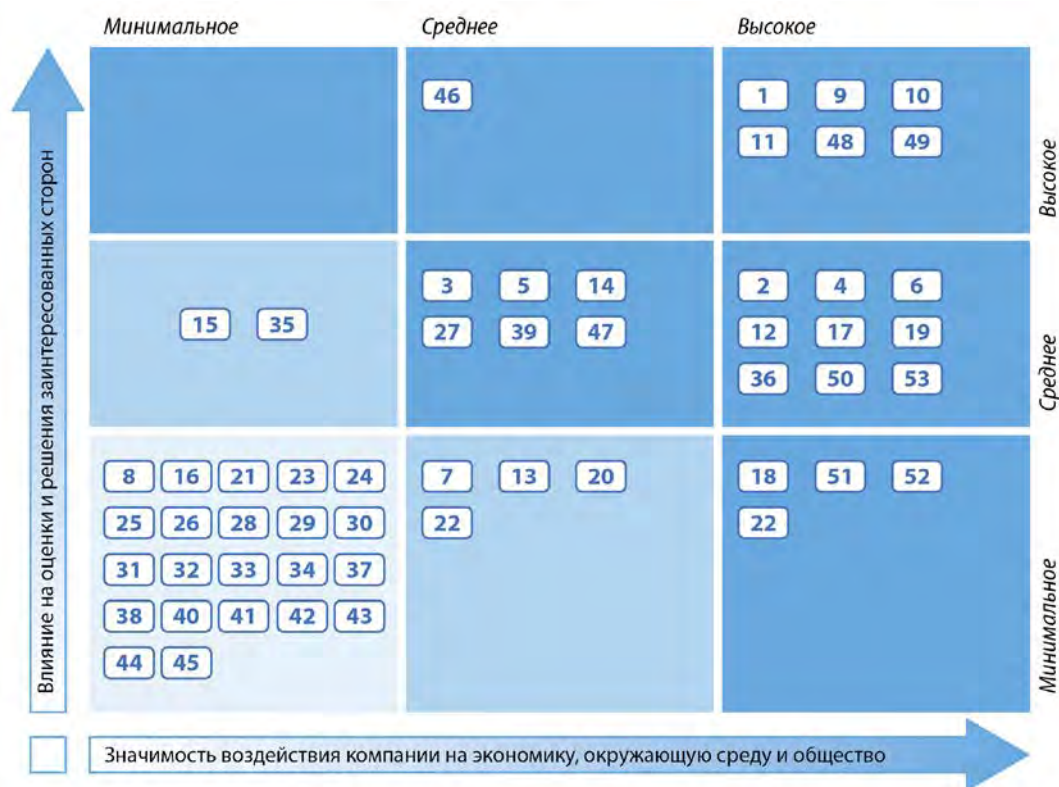 Минимальное Среднее Высокое
46
1 9 10
11 48 49
Высокое
15 35
3 5 14
27 39 47
2 4 6
12 17 19
36 50 53
Среднее
8 16 21 23 24
25 26 28 29 30
31 32 33 34 37
38 40 41 42 43
44 45
7 13 20
22
18 51 52
22
Минимальное
Влияние на оценки и решения заинтересованных сторон
Значимость воздействия компании на экономику, окружающую среду и общество